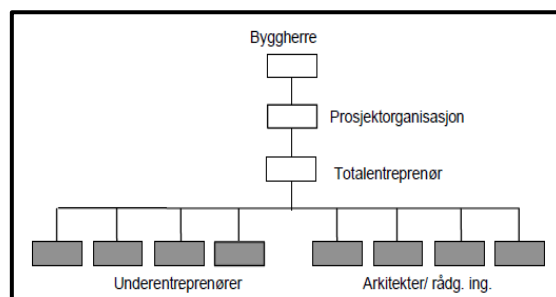 Byggherre
Prosjektorganisasjon
Totalentreprenør
Underentreprenører
Arkitekter/ rådg. ing.